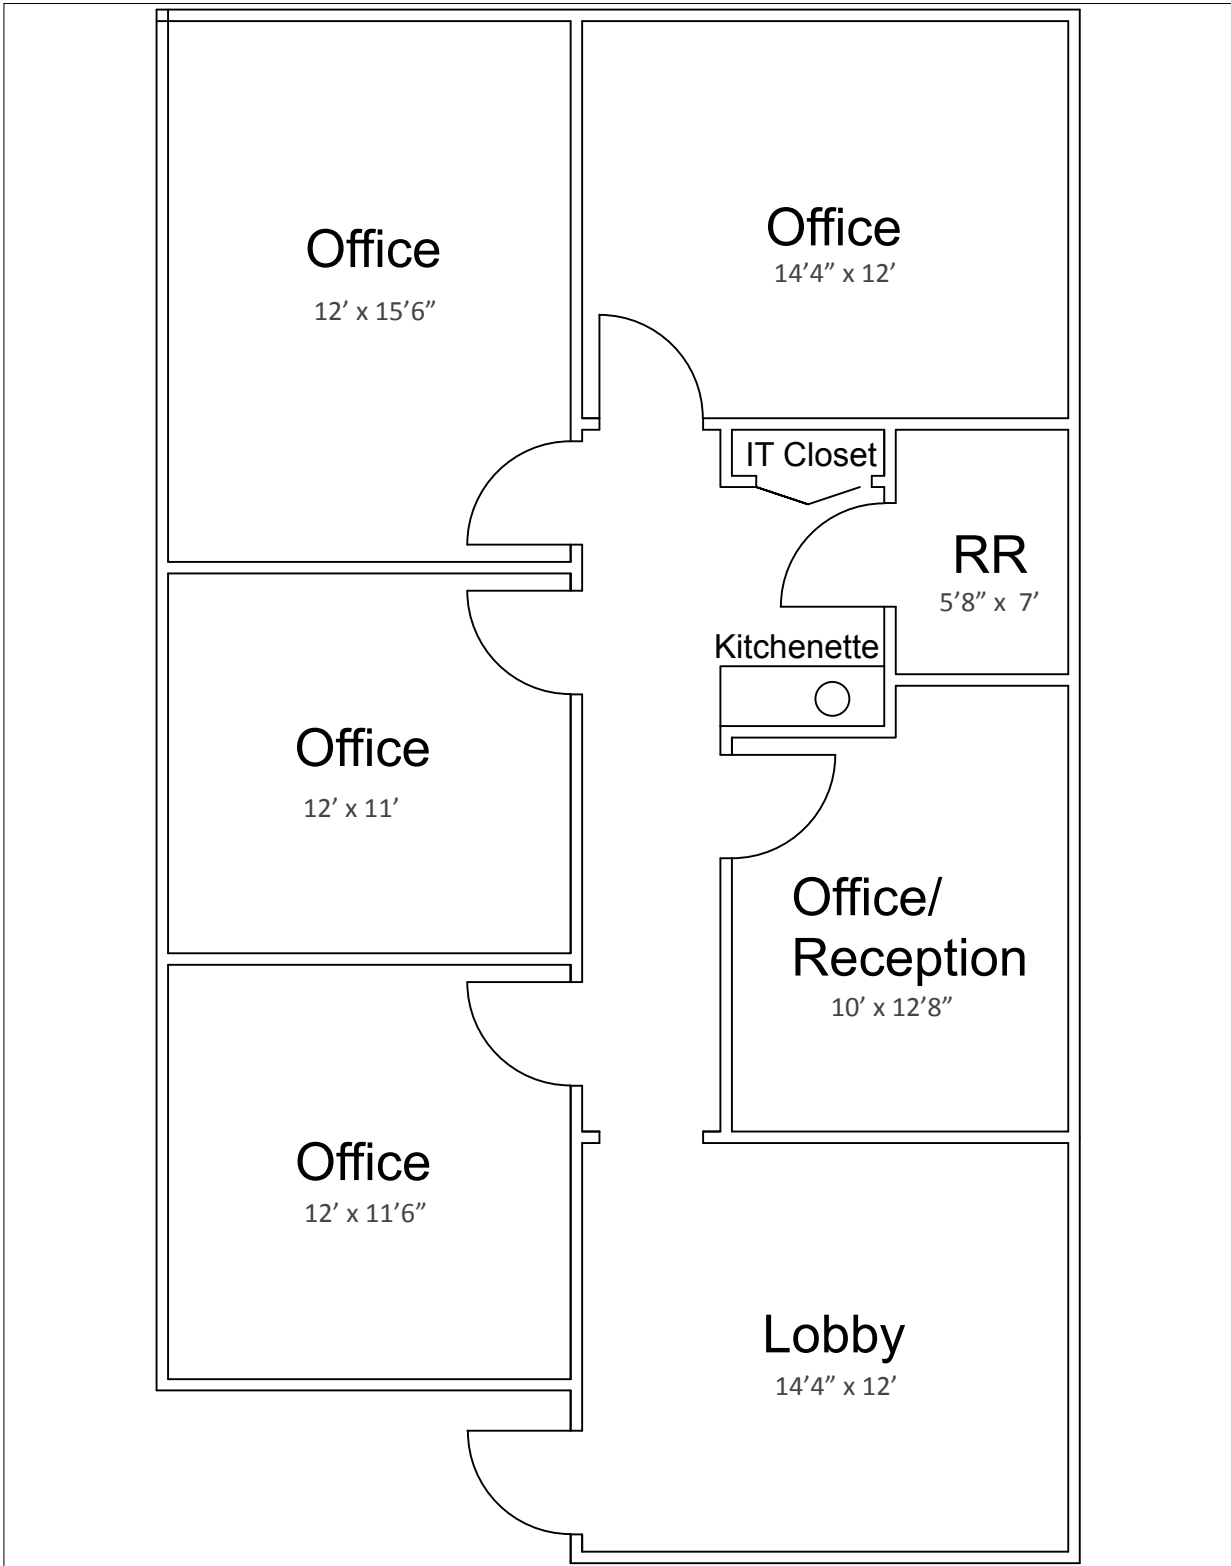 Office
12’ x 15’6”
Office
14’4” x 12’
IT Closet
RR
5’8” x  7’
Kitchenette
Office
12’ x 11’
Office/
Reception
10’ x 12’8”
Office
12’ x 11’6”
Lobby
14’4” x 12’